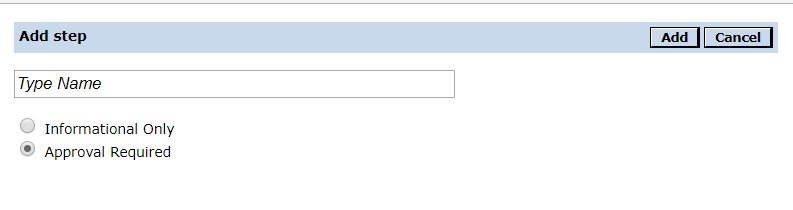 Add step Add Cancel
Type Name
Informational Only
Approval Required